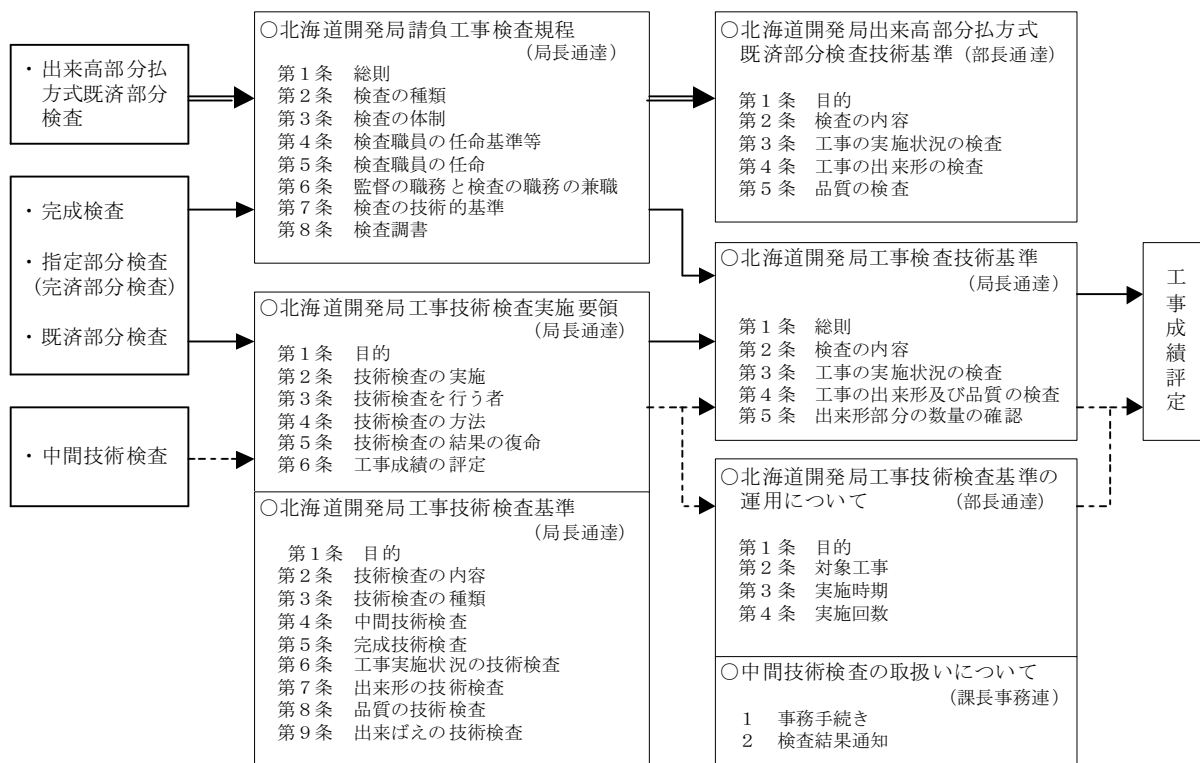 ・出来高部分払
方式既済部分
検査
・完成検査
・指定部分検査
(完済部分検査)
・既済部分検査
・中間技術検査
○北海道開発局請負工事検査規程
(局長通達)
第1条 総則
第2条 検査の種類
第3条 検査の体制
第4条 検査職員の任命基準等
第5条 検査職員の任命
第6条 監督の職務と検査の職務の兼職
第7条 検査の技術的基準
第8条 検査調書
○北海道開発局工事技術検査実施要領
(局長通達)
第1条 目的
第2条 技術検査の実施
第3条 技術検査を行う者
第4条 技術検査の方法
第5条 技術検査の結果の復命
第6条 工事成績の評定
○北海道開発局工事技術検査基準
(局長通達)
第1条 目的
第2条 技術検査の内容
第3条 技術検査の種類
第4条 中間技術検査
第5条 完成技術検査
第6条 工事実施状況の技術検査
第7条 出来形の技術検査
第8条 品質の技術検査
第9条 出来ばえの技術検査
○北海道開発局出来高部分払方式
既済部分検査技術基準(部長通達)
第1条 目的
第2条 検査の内容
第3条 工事の実施状況の検査
第4条 工事の出来形の検査
第5条 品質の検査
○北海道開発局工事検査技術基準
(局長通達)
第1条 総則
第2条 検査の内容
第3条 工事の実施状況の検査
第4条 工事の出来形及び品質の検査
第5条 出来形部分の数量の確認
○北海道開発局工事技術検査基準の
運用について (部長通達)
第1条 目的
第2条 対象工事
第3条 実施時期
第4条 実施回数
○中間技術検査の取扱いについて
(課長事務連)
1 事務手続き
2 検査結果通知
工事成績評定